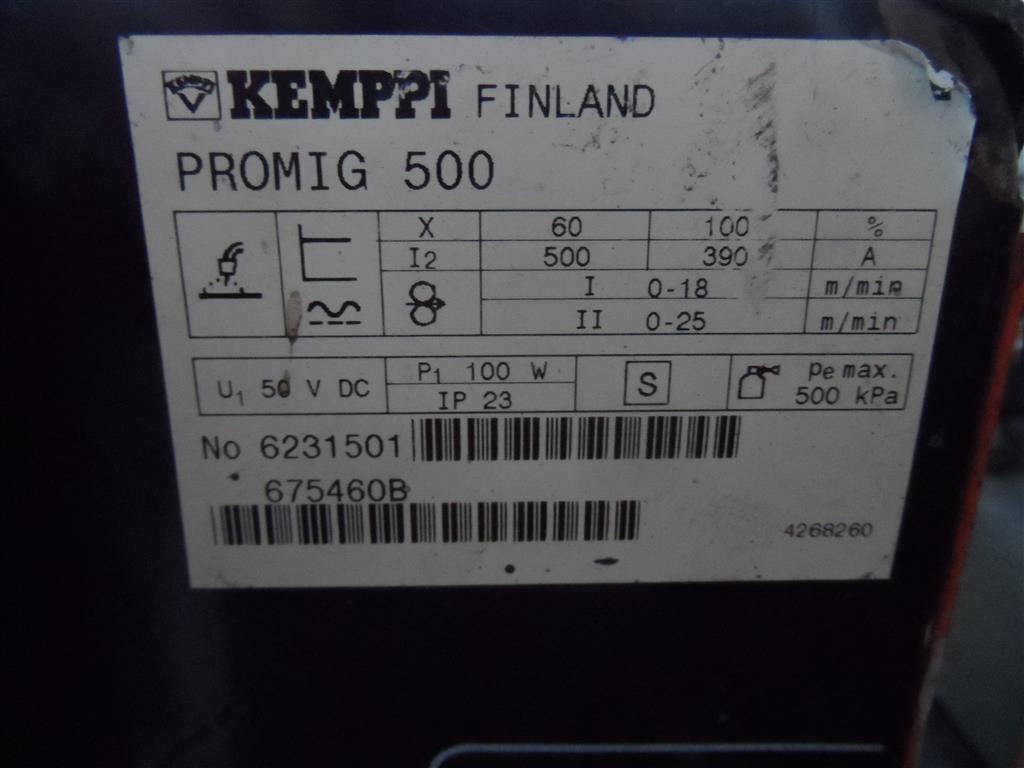 KEMPPI
KEMPPI FINLAND
PROMIG 500
X 60 100 %
I2 500 390 A
I 0-18 m/min
II 0-25 m/min
U1 50 V DC
P1 100 W
IP 23
S
Pe max.
500 kPa
No 6231501
675460B
4268260